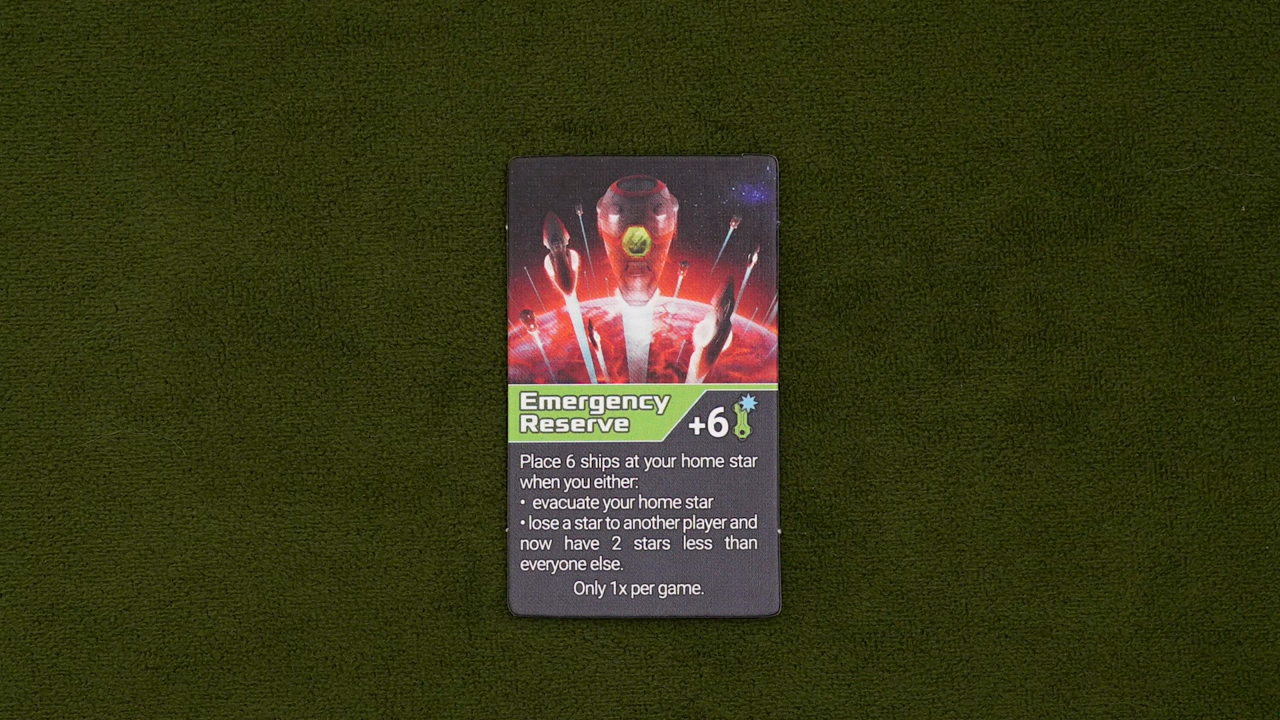 Emergency
Reserve
+6
Place 6 ships at your home star
when you either:
• evacuate your home star
• lose a star to another player and
now have 2 stars less than
everyone else.
Only 1x per game.